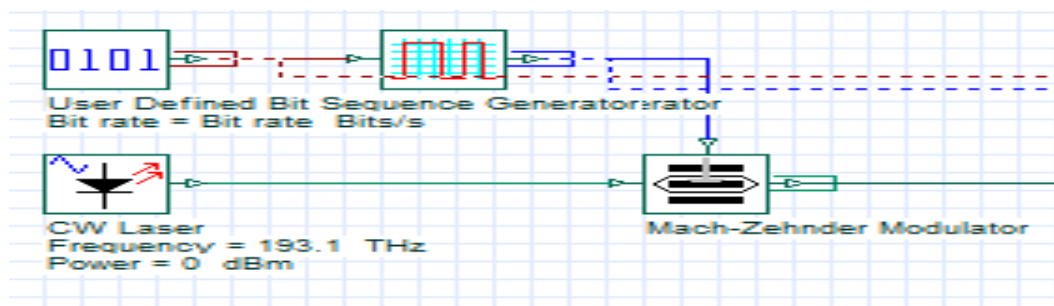 0101
User Defined Bit Sequence Generator
Bit rate = Bit rate Bits/s
CW Laser
Frequency = 193.1 THz
Power = 0 dBm
Mach-Zehnder Modulator